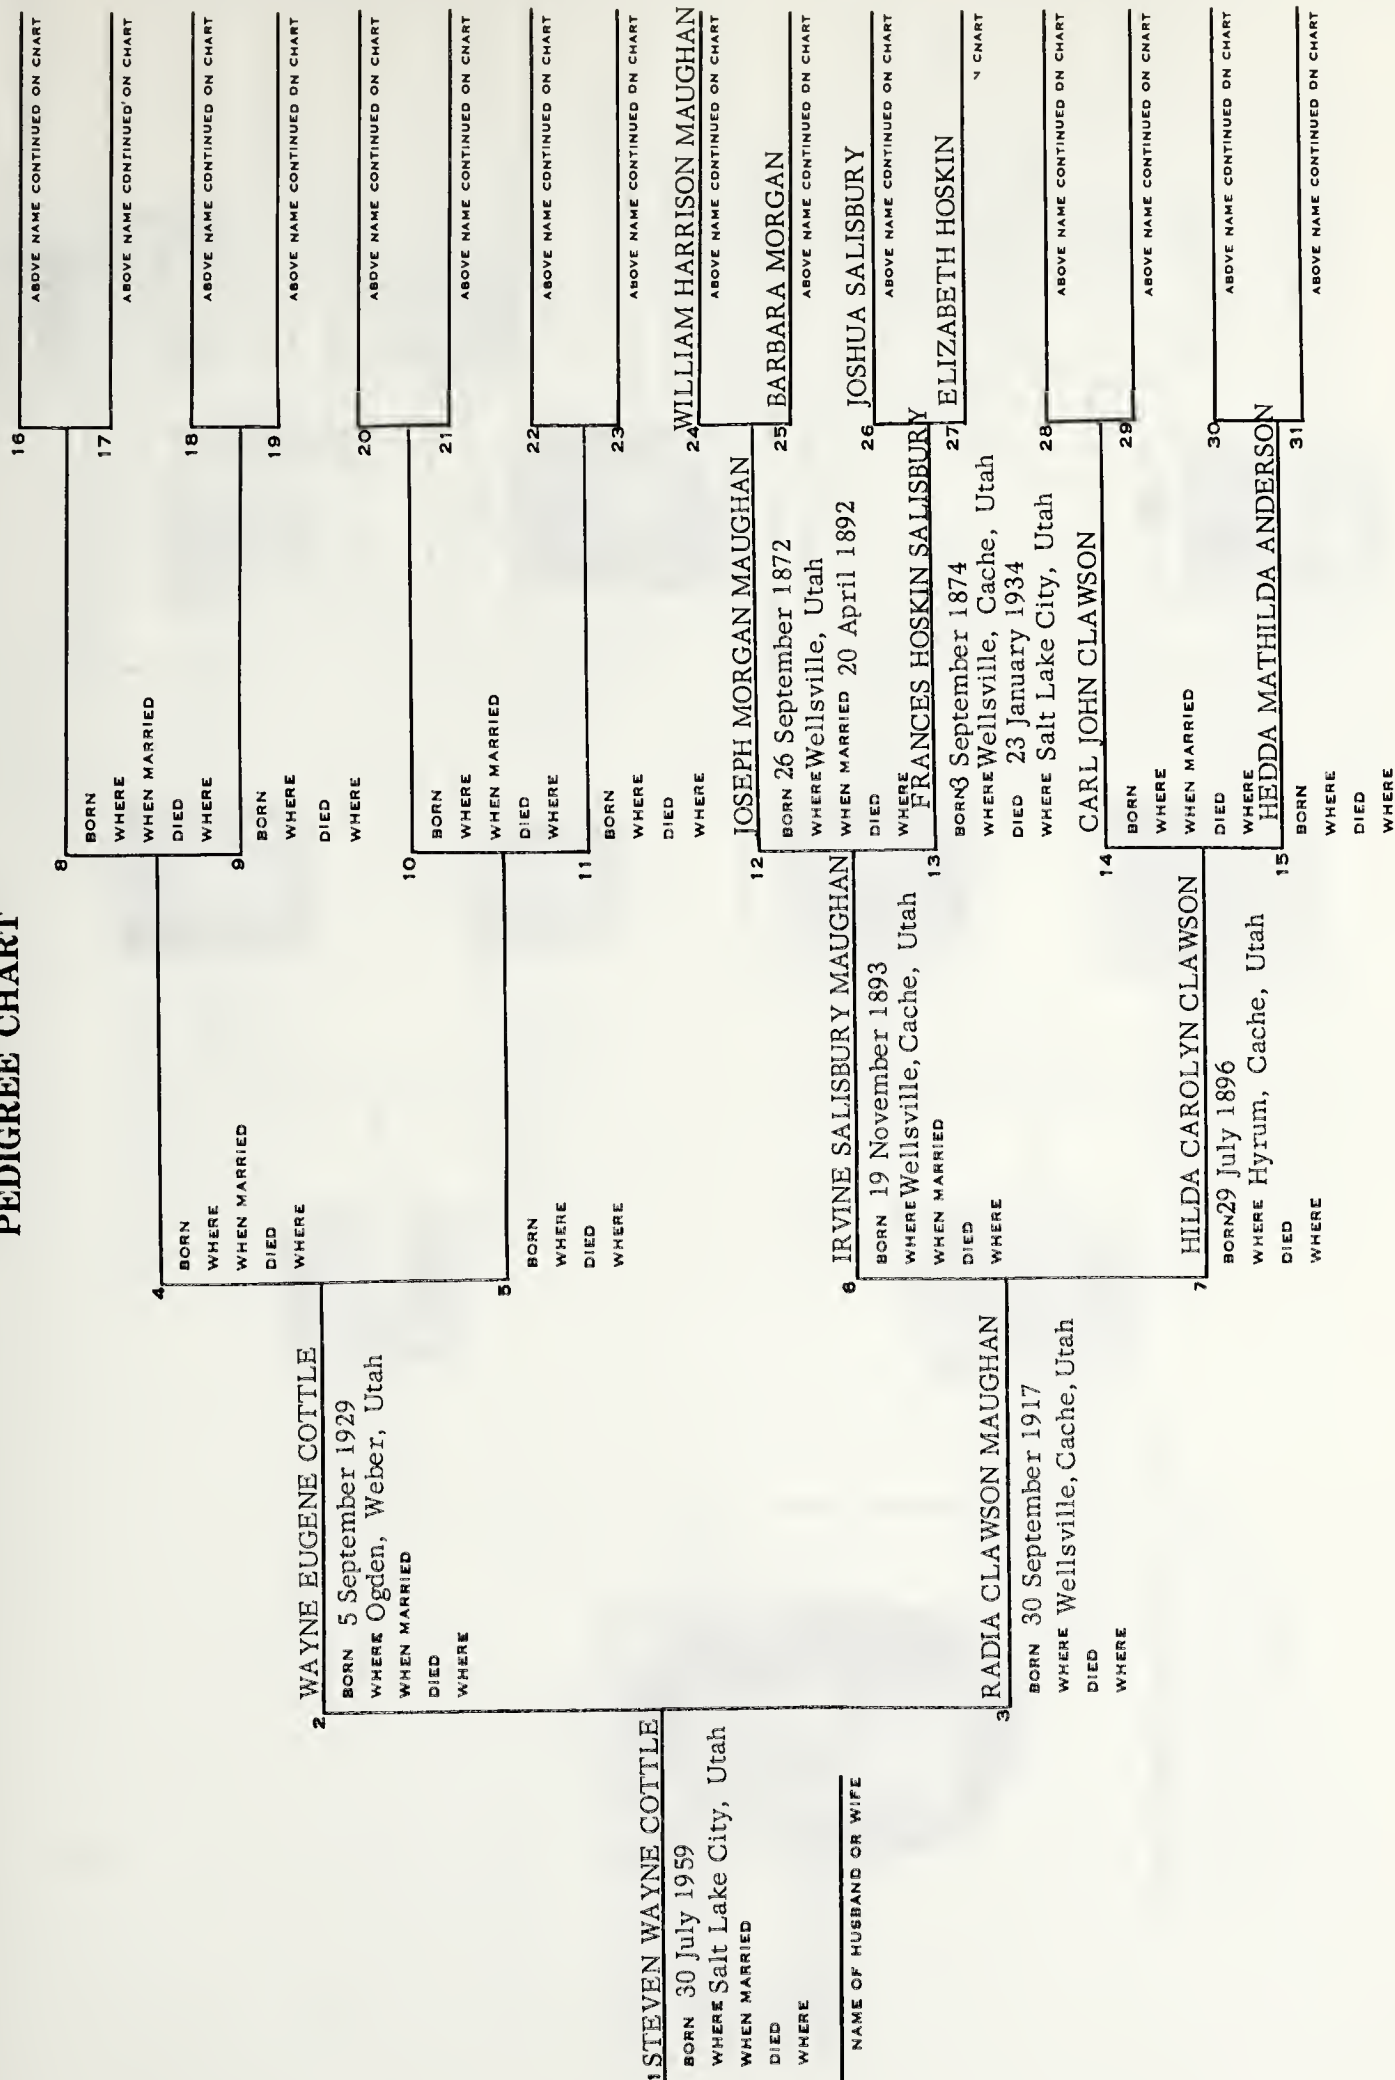 PEDIGREE CHART
1
STEVEN WAYNE COTTLE
BORN 30 July 1959
WHERE Salt Lake City, Utah
WHEN MARRIED
DIED
WHERE
NAME OF HUSBAND OR WIFE
2
WAYNE EUGENE COTTLE
BORN 5 September 1929
WHERE Ogden, Weber, Utah
WHEN MARRIED
DIED
WHERE
3
RADIA CLAWSON MAUGHAN
BORN 30 September 1917
WHERE Wellsville, Cache, Utah
DIED
WHERE
4
BORN
WHERE
WHEN MARRIED
DIED
WHERE
5
BORN
WHERE
DIED
WHERE
6
IRVINE SALISBURY MAUGHAN
BORN 19 November 1893
WHERE Wellsville, Cache, Utah
WHEN MARRIED
DIED
WHERE
7
HILDA CAROLYN CLAWSON
BORN 29 July 1896
WHERE Hyrum, Cache, Utah
DIED
WHERE
8
BORN
WHERE
WHEN MARRIED
DIED
WHERE
9
BORN
WHERE
DIED
WHERE
10
BORN
WHERE
WHEN MARRIED
DIED
WHERE
11
BORN
WHERE
DIED
WHERE
12
JOSEPH MORGAN MAUGHAN
BORN 26 September 1872
WHERE Wellsville, Utah
WHEN MARRIED 20 April 1892
DIED
WHERE
13
FRANCES HOSKIN SALISBURY
BORN 3 September 1874
WHERE Wellsville, Cache, Utah
DIED 23 January 1934
WHERE Salt Lake City, Utah
14
CARL JOHN CLAWSON
BORN
WHERE
WHEN MARRIED
DIED
WHERE
15
HEDDA MATHILDA ANDERSON
BORN
WHERE
DIED
WHERE
16
ABOVE NAME CONTINUED ON CHART
17
ABOVE NAME CONTINUED ON CHART
18
ABOVE NAME CONTINUED ON CHART
19
ABOVE NAME CONTINUED ON CHART
20
ABOVE NAME CONTINUED ON CHART
21
ABOVE NAME CONTINUED ON CHART
22
ABOVE NAME CONTINUED ON CHART
23
ABOVE NAME CONTINUED ON CHART
24
WILLIAM HARRISON MAUGHAN
ABOVE NAME CONTINUED ON CHART
25
BARBARA MORGAN
ABOVE NAME CONTINUED ON CHART
26
JOSHUA SALISBURY
ABOVE NAME CONTINUED ON CHART
27
ELIZABETH HOSKIN
CHART
28
ABOVE NAME CONTINUED ON CHART
29
ABOVE NAME CONTINUED ON CHART
30
ABOVE NAME CONTINUED ON CHART
31
ABOVE NAME CONTINUED ON CHART